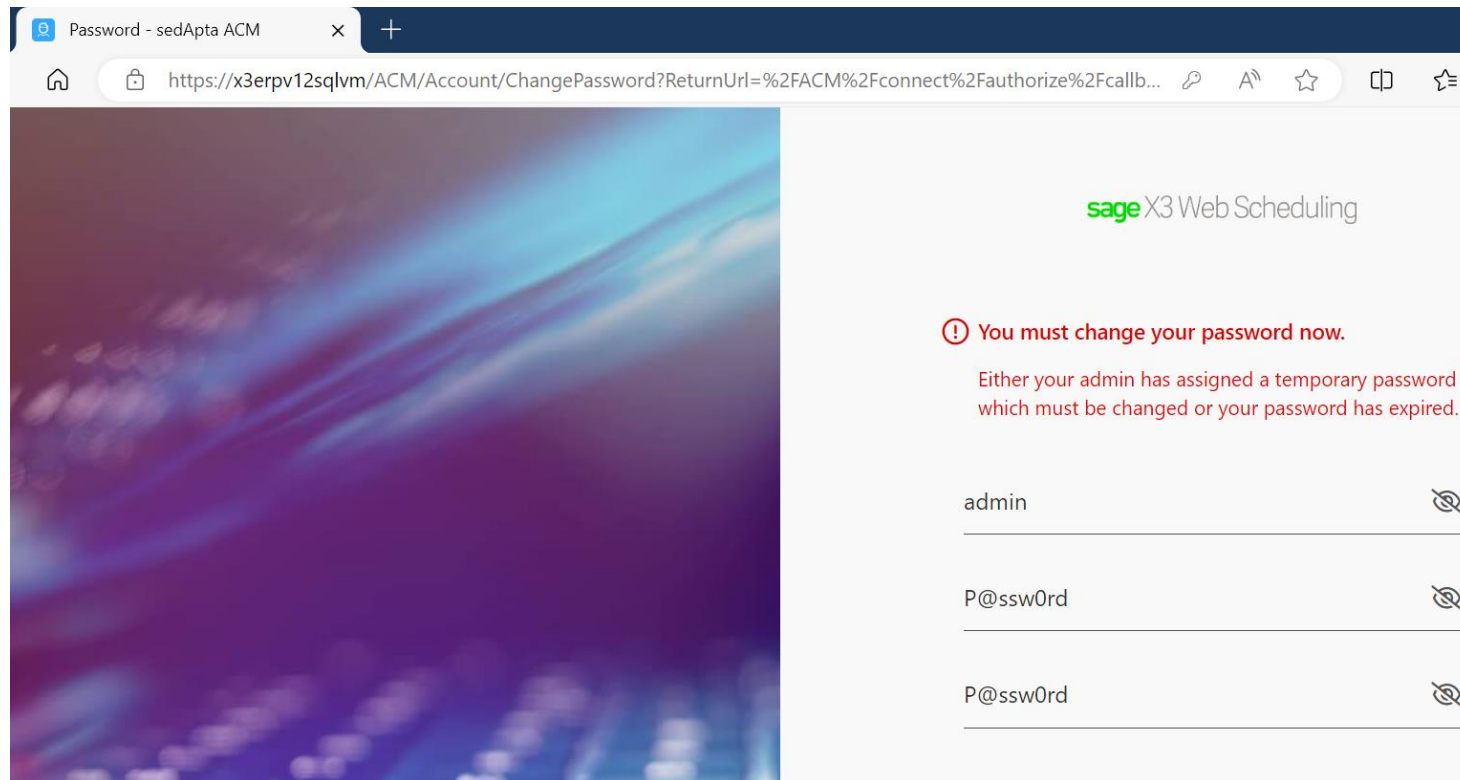 Password - sedApta ACM
https://x3erpv12sqlvm/ACM/Account/ChangePassword?ReturnUrl=%2FACM%2Fconnect%2Fauthorize%2Fcallb...
sage X3 Web Scheduling
You must change your password now.
Either your admin has assigned a temporary password
which must be changed or your password has expired.
admin
P@ssw0rd
P@ssw0rd